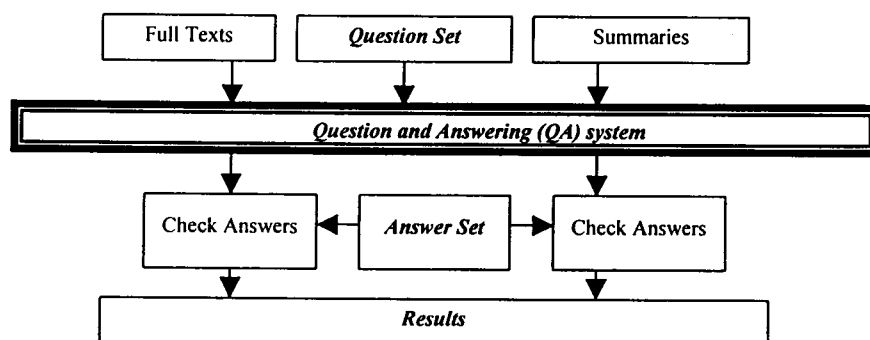 Full Texts
Question Set
Summaries
Question and Answering (QA) system
Check Answers
Answer Set
Check Answers
Results